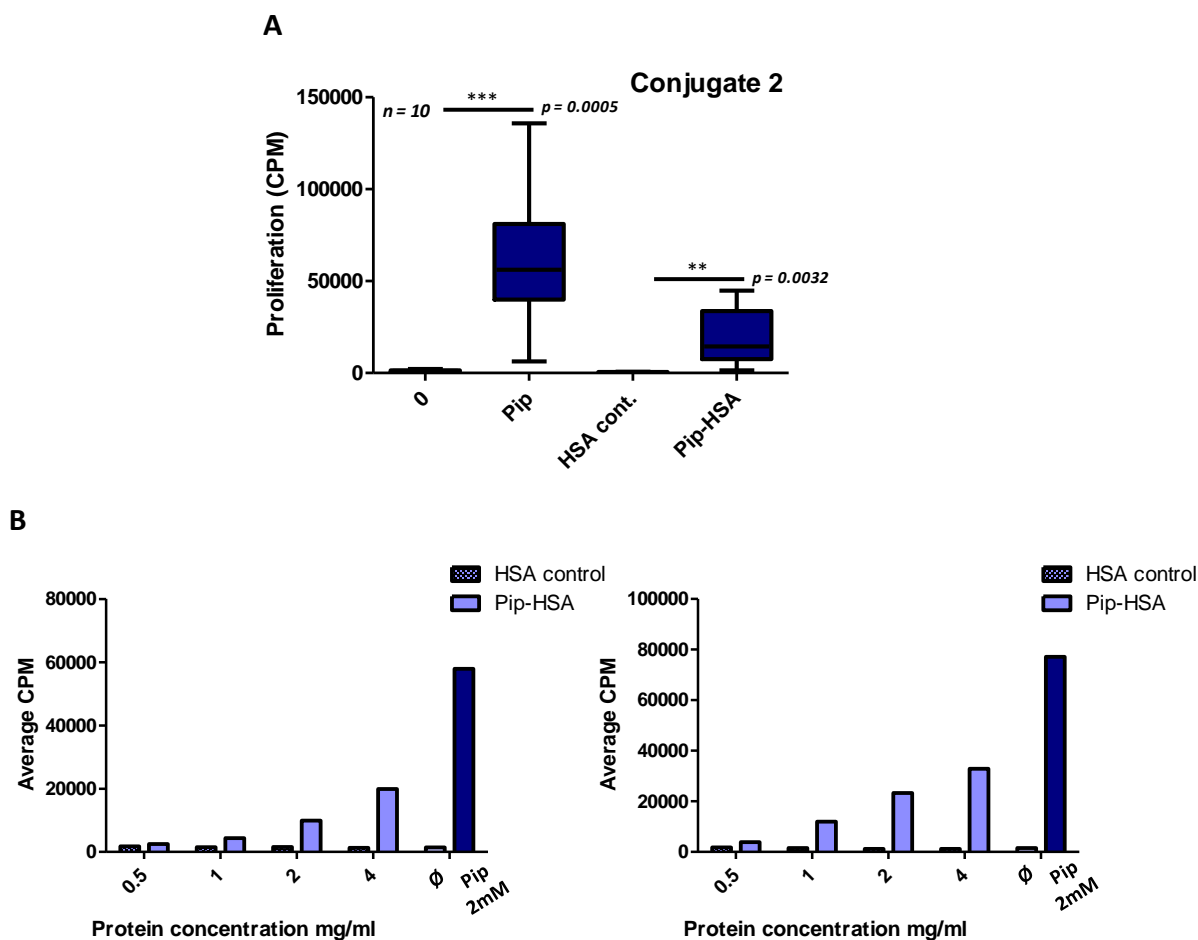 A
Conjugate 2
150000
n = 10
***
p = 0.0005
100000
50000
**
p = 0.0032
0
Proliferation (CPM)
0
Pip
HSA cont.
Pip-HSA
B
HSA control
Pip-HSA
80000
60000
40000
20000
0
Average CPM
0.5
1
2
4
Ø
Pip
2mM
Protein concentration mg/ml
HSA control
Pip-HSA
100000
80000
60000
40000
20000
0
Average CPM
0.5
1
2
4
Ø
Pip
2mM
Protein concentration mg/ml